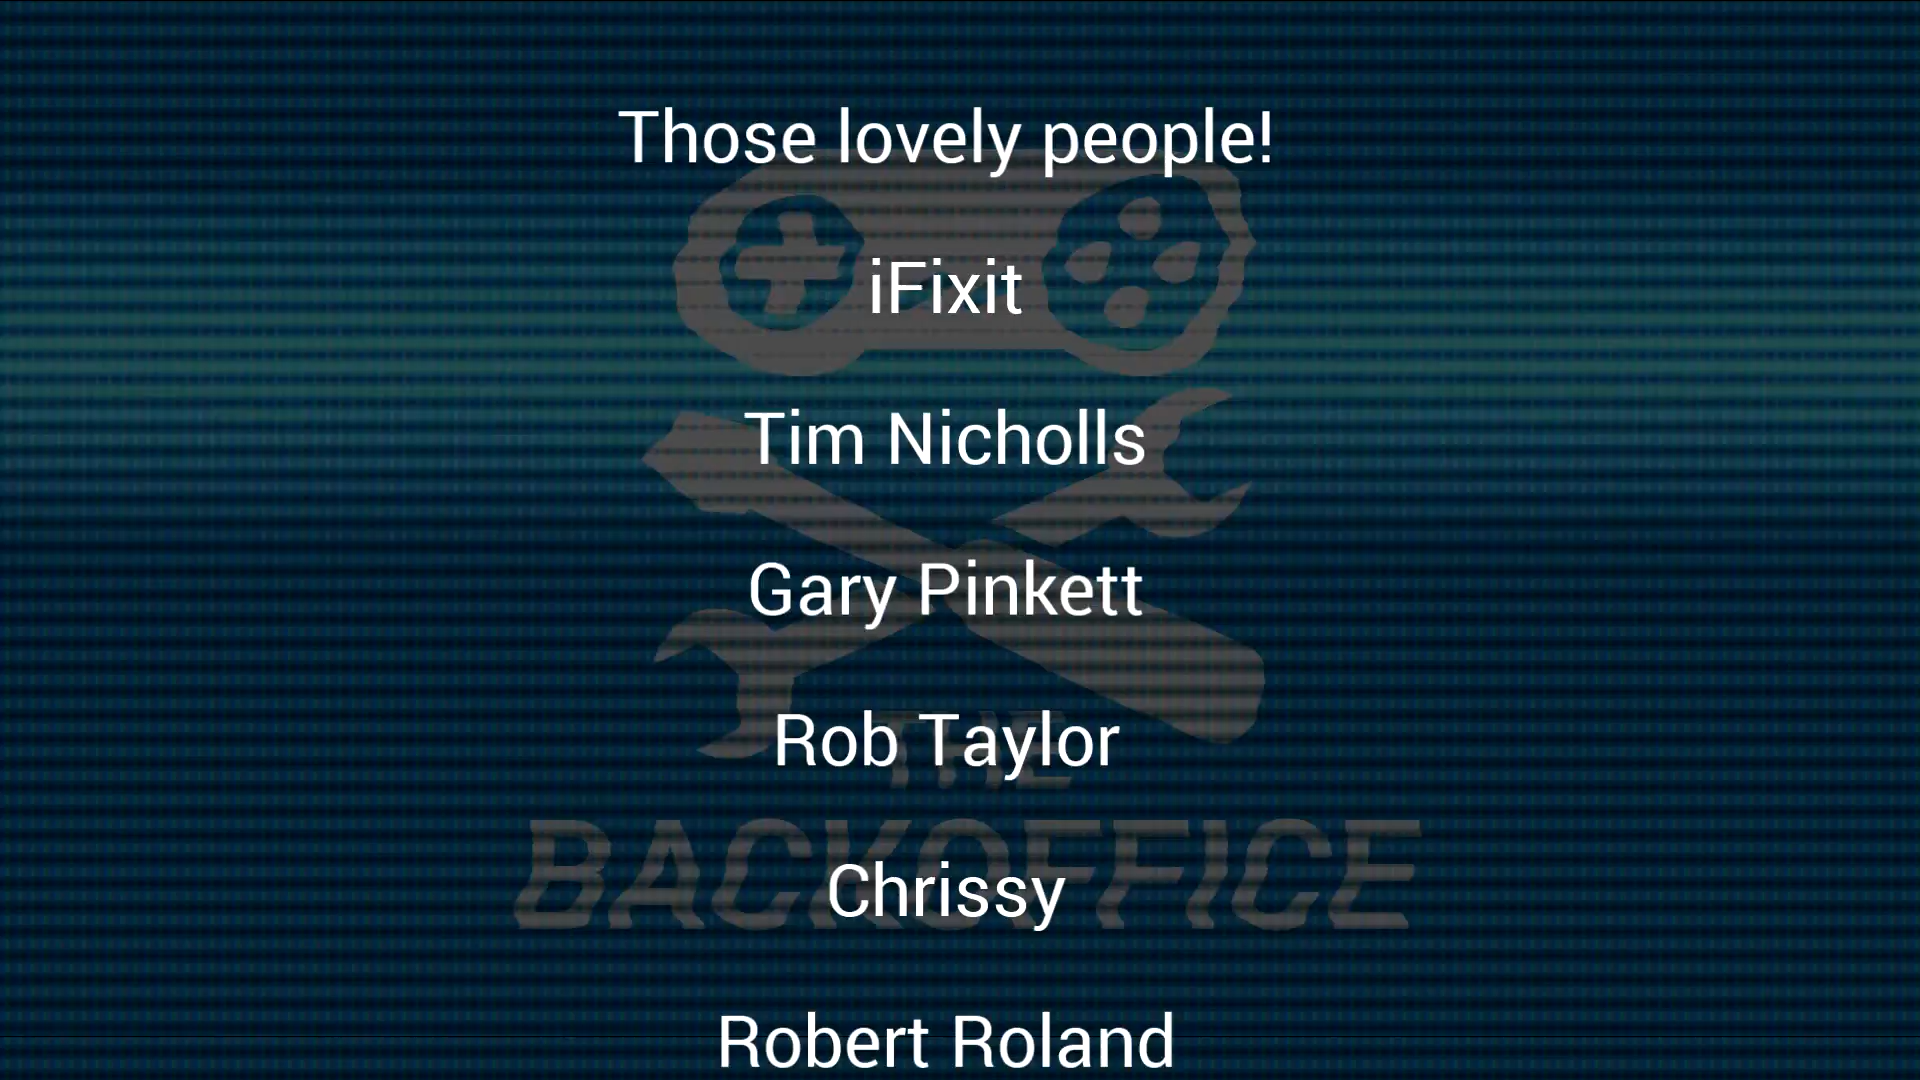 Those lovely people!
iFixit
Tim Nicholls
Gary Pinkett
Rob Taylor
THE
Chrissy
BACKOFFICE
Robert Roland